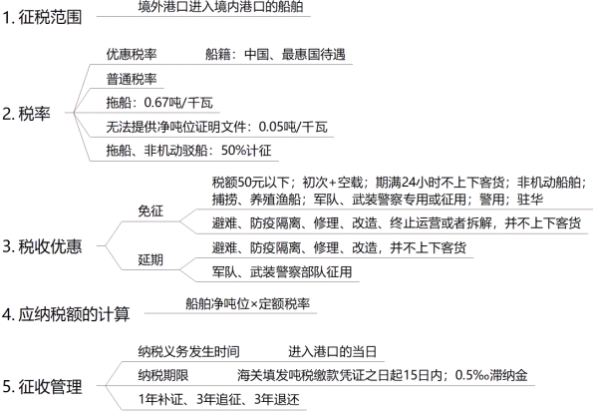 1. 征税范围
境外港口进入境内港口的船舶
2. 税率
优惠税率 船籍：中国、最惠国待遇
普通税率
拖船：0.67吨/千瓦
无法提供净吨位证明文件：0.05吨/千瓦
拖船、非机动驳船：50%计征
3. 税收优惠
免征
税额50元以下；初次+空载；期满24小时不上下客货；非机动船舶；
捕捞、养殖渔船；军队、武装警察专用或征用；警用；驻华
避难、防疫隔离、修理、改造、终止运营或者拆解，并不上下客货
延期
避难、防疫隔离、修理、改造，并不上下客货
军队、武装警察部队征用
4. 应纳税额的计算
船舶净吨位×定额税率
5. 征收管理
纳税义务发生时间 进入港口的当日
纳税期限 海关填发吨税缴款凭证之日起15日内；0.5‰滞纳金
1年补证、3年追征、3年退还